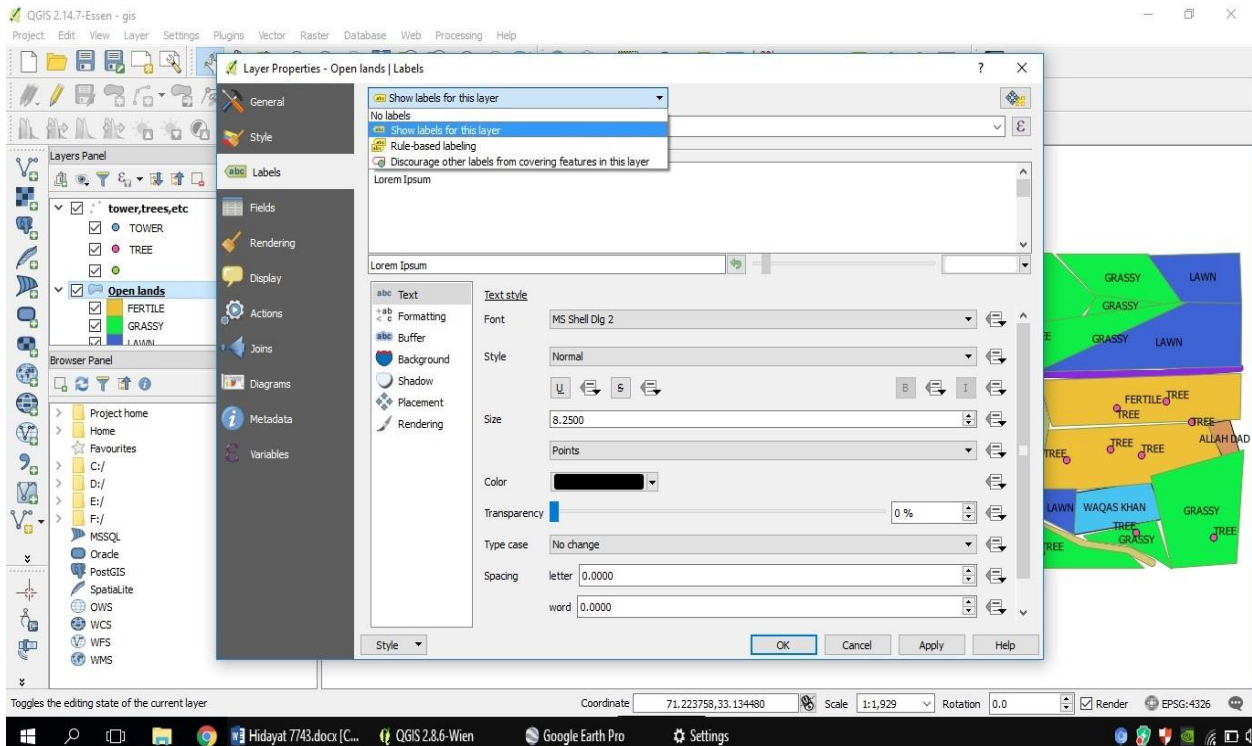 QGIS 2.14.7-Essen - gis
Project Edit View Layer Settings Plugins Vector Raster Database Web Processing Help
Layer Properties - Open lands | Labels
General
Style
Labels
Fields
Rendering
Display
Actions
Joins
Diagrams
Metadata
Variables
Show labels for this layer
No labels
Show labels for this layer
Rule-based labeling
Discourage other labels from covering features in this layer
Lorem Ipsum
Lorem Ipsum
Text
Formatting
Buffer
Background
Shadow
Placement
Rendering
Text style
Font MS Shell Dlg 2
Style Normal
U S B I
Size 8.2500
Points
Color
Transparency 0 %
Type case No change
Spacing letter 0.0000
word 0.0000
Style OK Cancel Apply Help
Layers Panel
tower,trees,etc
TOWER
TREE
Open lands
FERTILE
GRASSY
LAWN
Browser Panel
Project home
Home
Favourites
C:/
D:/
E:/
F:/
MSSQL
Oracle
PostGIS
SpatiaLite
OWS
WCS
WFS
WMS
GRASSY LAWN
GRASSY
GRASSY LAWN
FERTILE TREE
TREE
TREE
TREE TREE TREE ALLAH DAD
LAWN WAQAS KHAN GRASSY
TREE TREE
TREE GRASSY
Toggles the editing state of the current layer Coordinate 71.223758,33.134480 Scale 1:1,929 Rotation 0.0 Render EPSG:4326
Hidayat 7743.docx [C... QGIS 2.8.6-Wien Google Earth Pro Settings